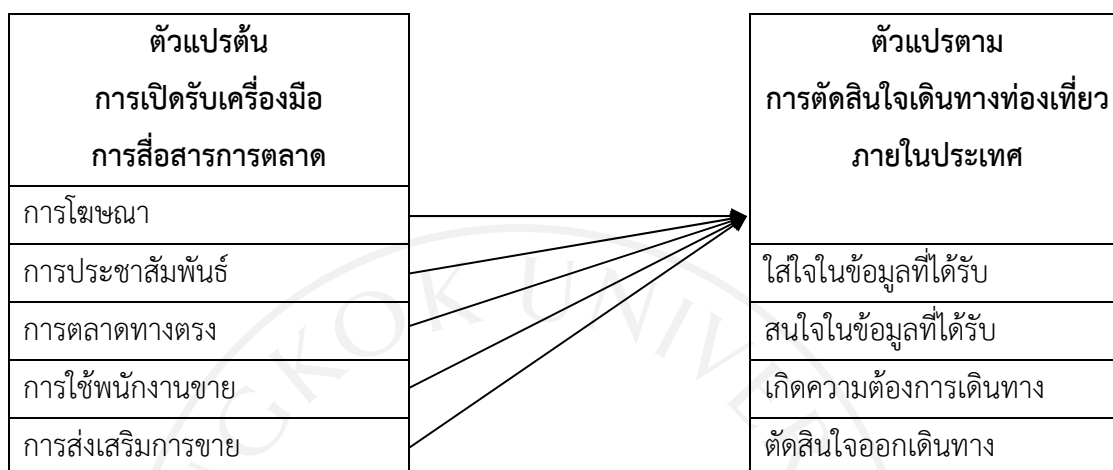 ตัวแปรต้น
การเปิดรับเครื่องมือ
การสื่อสารการตลาด
การโฆษณา
การประชาสัมพันธ์
การตลาดทางตรง
การใช้พนักงานขาย
การส่งเสริมการขาย
ตัวแปรตาม
การตัดสินใจเดินทางท่องเที่ยว
ภายในประเทศ
ใส่ใจในข้อมูลที่ได้รับ
สนใจในข้อมูลที่ได้รับ
เกิดความต้องการเดินทาง
ตัดสินใจออกเดินทาง
GKOK UNIVE